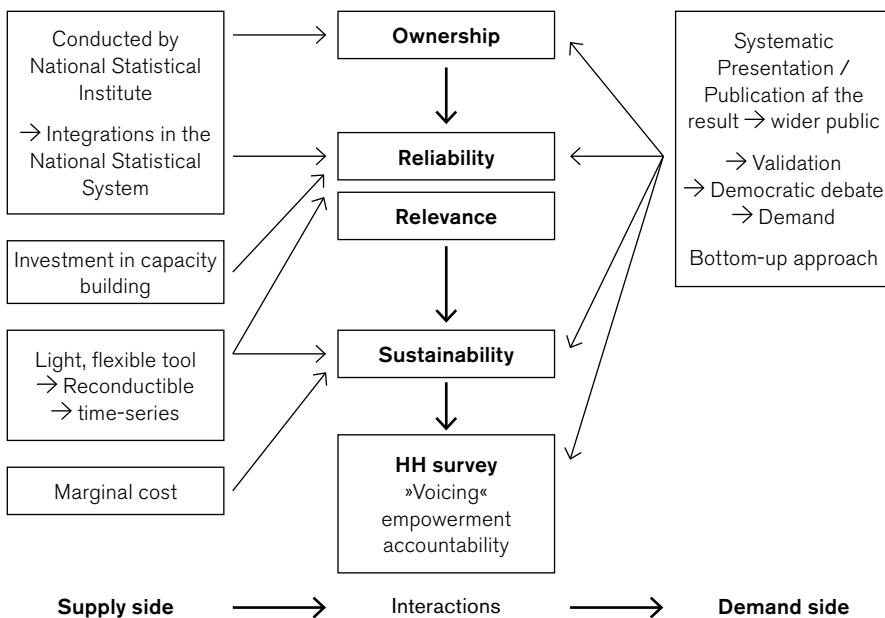 Conducted by
National Statistical
Institute
→ Integrations in the
National Statistical
System
Investment in capacity
building
Light, flexible tool
→ Reconductible
→ time-series
Marginal cost
Ownership
Reliability
Relevance
Sustainability
HH survey
»Voicing«
empowerment
accountability
Systematic
Presentation /
Publication af the
result → wider public
→ Validation
→ Democratic debate
→ Demand
Bottom-up approach
Supply side
Interactions
Demand side